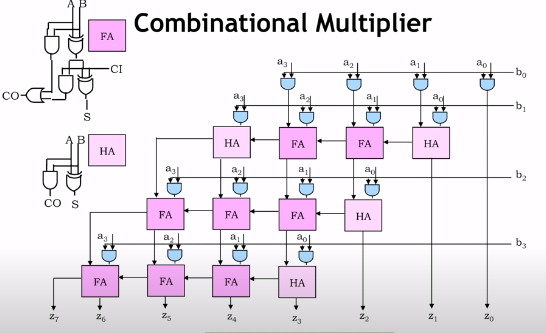 Combinational Multiplier
A B
FA
CI
CO
S
A B
HA
CO S
a3 a2 a1 a0 b0
a3 a2 a1 a0 b1
HA FA FA HA
a3 a2 a1 a0 b2
FA FA FA HA
a3 a2 a1 a0 b3
FA FA FA HA
z7 z6 z5 z4 z3 z2 z1 z0